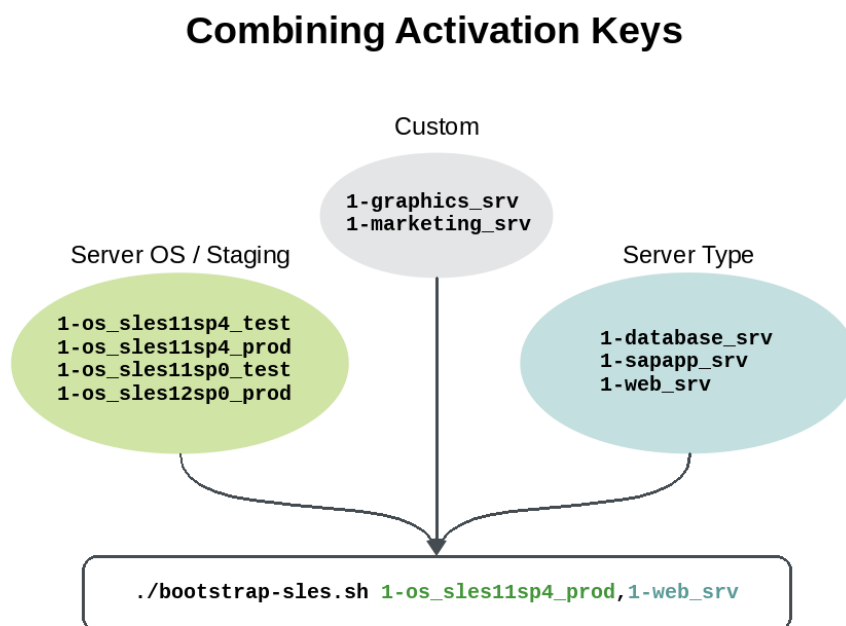 Combining Activation Keys
Custom
1-graphics_srv
1-marketing_srv
Server OS / Staging
1-os_sles11sp4_test
1-os_sles11sp4_prod
1-os_sles11sp0_test
1-os_sles12sp0_prod
Server Type
1-database_srv
1-sapapp_srv
1-web_srv
./bootstrap-sles.sh 1-os_sles11sp4_prod,1-web_srv